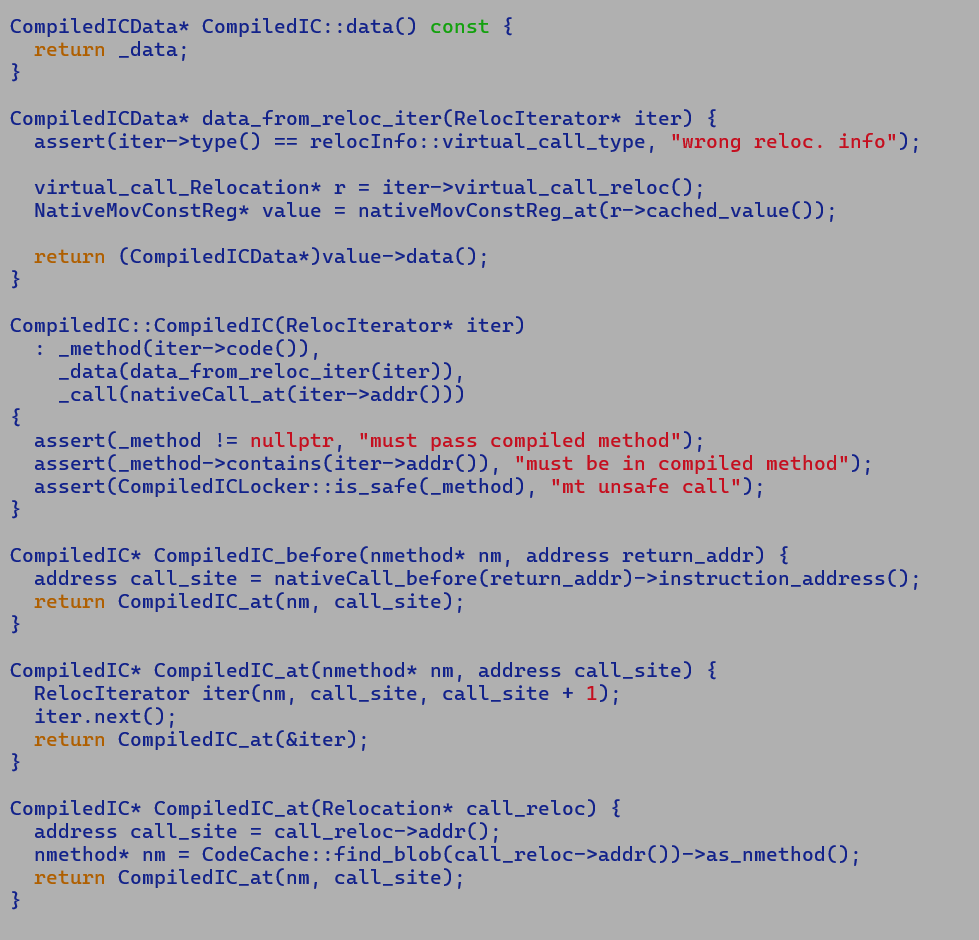 CompiledICData* CompiledIC::data() const {
  return _data;
}

CompiledICData* data_from_reloc_iter(RelocIterator* iter) {
  assert(iter->type() == relocInfo::virtual_call_type, "wrong reloc. info");

  virtual_call_Relocation* r = iter->virtual_call_reloc();
  NativeMovConstReg* value = nativeMovConstReg_at(r->cached_value());

  return (CompiledICData*)value->data();
}

CompiledIC::CompiledIC(RelocIterator* iter)
  : _method(iter->code()),
    _data(data_from_reloc_iter(iter)),
    _call(nativeCall_at(iter->addr()))
{
  assert(_method != nullptr, "must pass compiled method");
  assert(_method->contains(iter->addr()), "must be in compiled method");
  assert(CompiledICLocker::is_safe(_method), "mt unsafe call");
}

CompiledIC* CompiledIC_before(nmethod* nm, address return_addr) {
  address call_site = nativeCall_before(return_addr)->instruction_address();
  return CompiledIC_at(nm, call_site);
}

CompiledIC* CompiledIC_at(nmethod* nm, address call_site) {
  RelocIterator iter(nm, call_site, call_site + 1);
  iter.next();
  return CompiledIC_at(&iter);
}

CompiledIC* CompiledIC_at(Relocation* call_reloc) {
  address call_site = call_reloc->addr();
  nmethod* nm = CodeCache::find_blob(call_reloc->addr())->as_nmethod();
  return CompiledIC_at(nm, call_site);
}